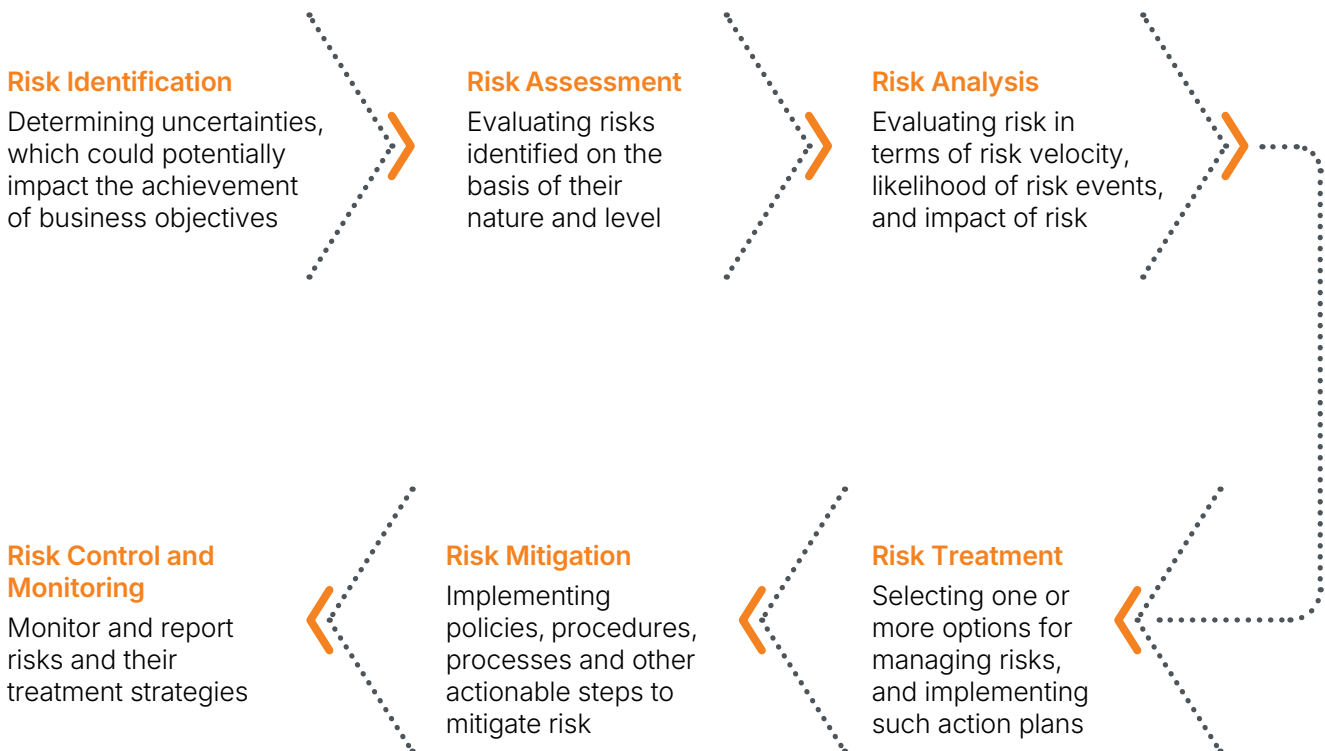 Risk Identification
Determining uncertainties,
which could potentially
impact the achievement
of business objectives
Risk Assessment
Evaluating risks
identified on the
basis of their
nature and level
Risk Analysis
Evaluating risk in
terms of risk velocity,
likelihood of risk events,
and impact of risk
Risk Treatment
Selecting one or
more options for
managing risks,
and implementing
such action plans
Risk Mitigation
Implementing
policies, procedures,
processes and other
actionable steps to
mitigate risk
Risk Control and
Monitoring
Monitor and report
risks and their
treatment strategies